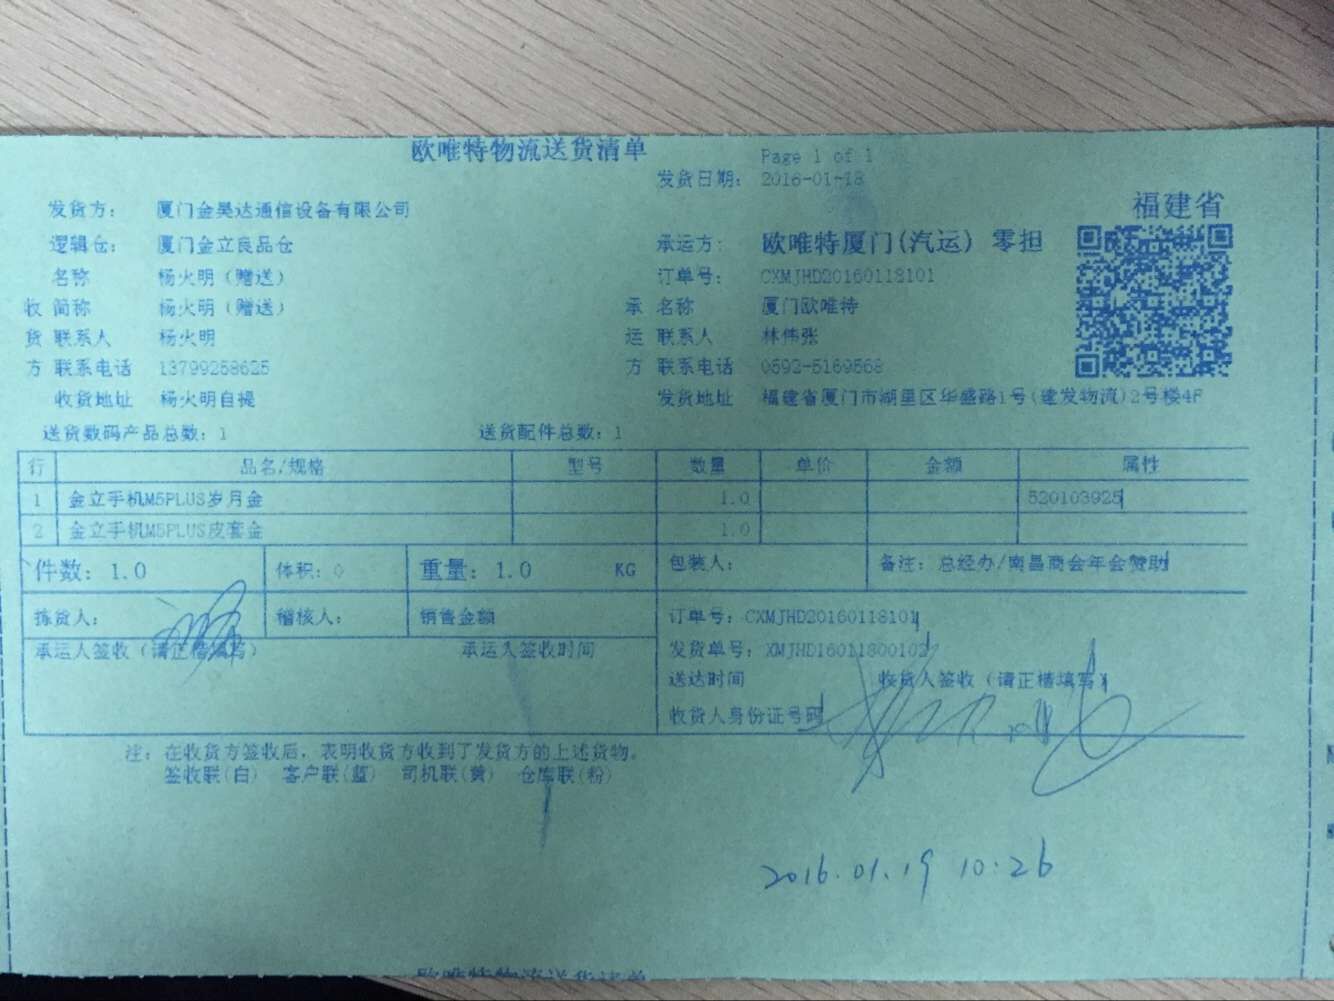 欧唯特物流送货清单
Page 1 of 1
发货日期： 2016-01-18
福建省
发货方： 厦门金昊达通信设备有限公司
逻辑仓： 厦门金立良品仓 承运方： 欧唯特厦门(汽运) 零担
名称 杨火明（赠送） 订单号： CXMJHD20160118101
收 简称 杨火明（赠送） 承 名称 厦门欧唯特
货 联系人 杨火明 运 联系人 林伟张
方 联系电话 13799258625 方 联系电话 0592-5169568
收货地址 杨火明自提 发货地址 福建省厦门市湖里区华盛路1号(建发物流)2号楼4F
送货数码产品总数：1 送货配件总数：1
行 品名/规格 型号 数量 单价 金额 属性
1 金立手机M5PLUS岁月金 1.0 520103925
2 金立手机M5PLUS皮套金 1.0
件数：1.0 体积：0 重量：1.0 KG 包装人： 备注：总经办/南昌商会年会赞助
拣货人： 稽核人： 销售金额 订单号：CXMJHD20160118101
承运人签收（请正楷填写） 承运人签收时间 发货单号：XMJHD16011800102
送达时间 收货人签收（请正楷填写）
收货人身份证号码
注：在收货方签收后，表明收货方收到了发货方的上述货物。
签收联(白) 客户联(蓝) 司机联(黄) 仓库联(粉)
2016.01.19 10:26
欧唯特物流送货清单